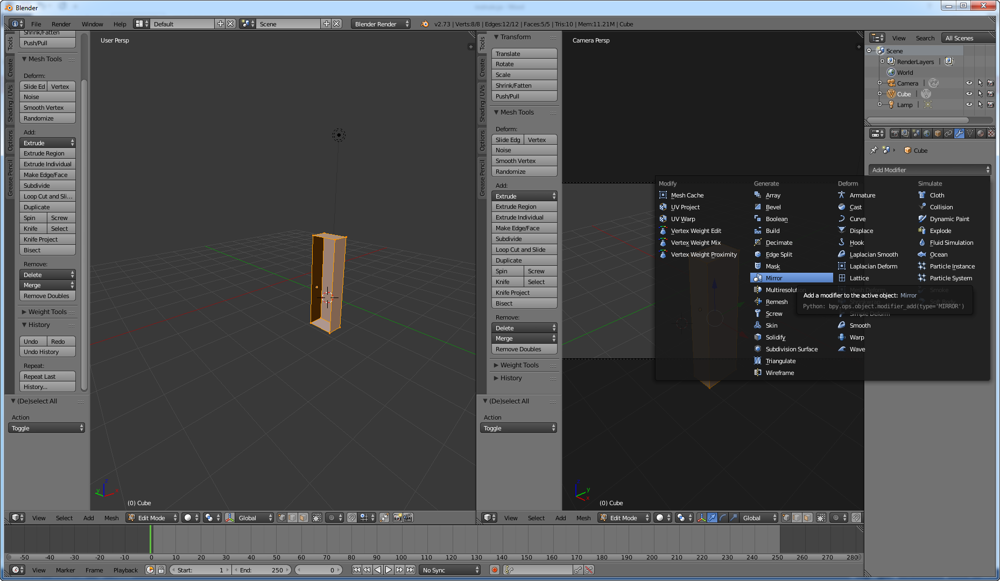 Blender
File Render Window Help Default Scene Blender Render v2.73 | Verts:8/8 | Edges:12/12 | Faces:5/5 | Tris:10 | Mem:11.21M | Cube
Tools
Create
Shading / UVs
Options
Grease Pencil
Shrink/Fatten
Push/Pull
Mesh Tools
Deform:
Slide Ed Vertex
Noise
Smooth Vertex
Randomize
Add:
Extrude
Extrude Region
Extrude Individual
Make Edge/Face
Subdivide
Loop Cut and Sli...
Duplicate
Spin Screw
Knife Select
Knife Project
Bisect
Remove:
Delete
Merge
Remove Doubles
Weight Tools
History
Undo Redo
Undo History
Repeat:
Repeat Last
History...
(De)select All
Action
Toggle
User Persp
z
y x
(0) Cube
View Select Add Mesh Edit Mode Global
Tools
Create
Shading / UVs
Options
Grease Pencil
Transform
Translate
Rotate
Scale
Shrink/Fatten
Push/Pull
Mesh Tools
Deform:
Slide Edg Vertex
Noise
Smooth Vertex
Randomize
Add:
Extrude
Extrude Region
Extrude Individual
Make Edge/Face
Subdivide
Loop Cut and Slide
Duplicate
Spin Screw
Knife Select
Knife Project
Bisect
Remove:
Delete
Merge
Remove Doubles
Weight Tools
History
(De)select All
Action
Toggle
Camera Persp
y
x
(0) Cube
View Select Add Mesh Edit Mode Global
View Search All Scenes
Scene
RenderLayers
World
Camera
Cube
Lamp
Cube
Add Modifier
Modify
Mesh Cache
UV Project
UV Warp
Vertex Weight Edit
Vertex Weight Mix
Vertex Weight Proximity
Generate
Array
Bevel
Boolean
Build
Decimate
Edge Split
Mask
Mirror
Multiresolu
Remesh
Screw
Skin
Solidify
Subdivision Surface
Triangulate
Wireframe
Deform
Armature
Cast
Curve
Displace
Hook
Laplacian Smooth
Laplacian Deform
Lattice
Mesh Deform
Simple Deform
Smooth
Warp
Wave
Simulate
Cloth
Collision
Dynamic Paint
Explode
Fluid Simulation
Ocean
Particle Instance
Particle System
Smoke
Add a modifier to the active object: Mirror
Python: bpy.ops.object.modifier_add(type='MIRROR')
-50 -40 -30 -20 -10 0 10 20 30 40 50 60 70 80 90 100 110 120 130 140 150 160 170 180 190 200 210 220 230 240 250 260 270 280
View Marker Frame Playback Start: 1 End: 250 0 No Sync